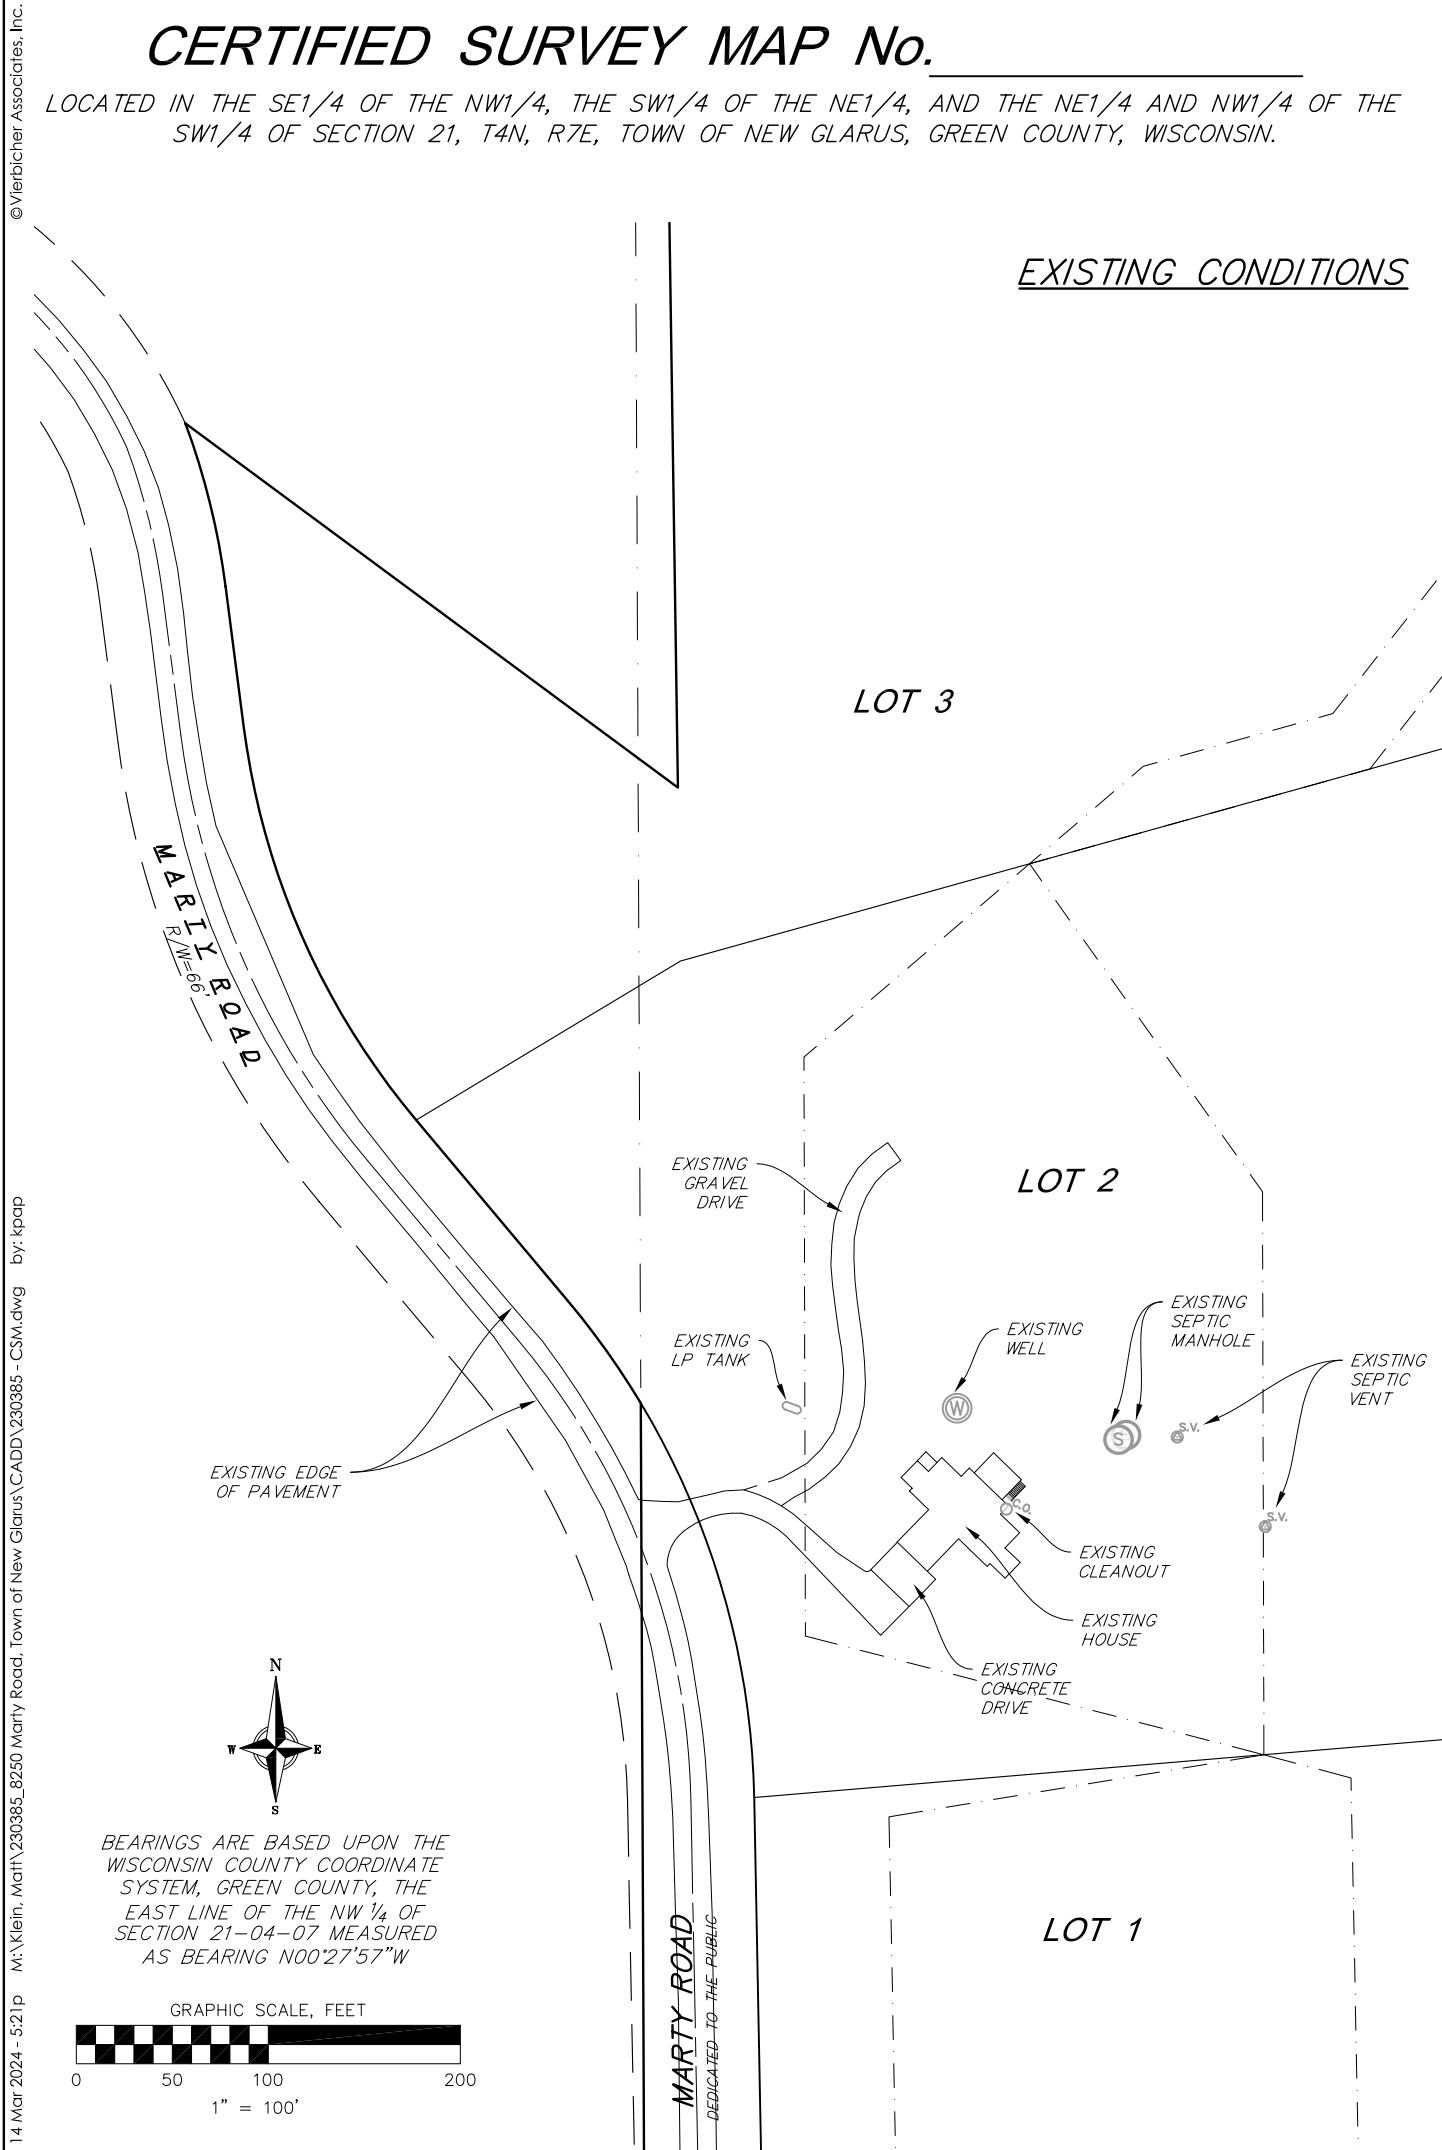 CERTIFIED SURVEY MAP No.
LOCATED IN THE SE1/4 OF THE NW1/4, THE SW1/4 OF THE NE1/4, AND THE NE1/4 AND NW1/4 OF THE
SW1/4 OF SECTION 21, T4N, R7E, TOWN OF NEW GLARUS, GREEN COUNTY, WISCONSIN.
©Vierbicher Associates, Inc.
EXISTING CONDITIONS
LOT 3
MARTY ROAD
R/W=66'
EXISTING
GRAVEL
DRIVE
LOT 2
EXISTING
LP TANK
EXISTING
WELL
W
EXISTING
SEPTIC
MANHOLE
S
S.V.
EXISTING
SEPTIC
VENT
S.V.
EXISTING EDGE
OF PAVEMENT
C.O.
EXISTING
CLEANOUT
EXISTING
HOUSE
EXISTING
CONCRETE
DRIVE
N
W
E
S
BEARINGS ARE BASED UPON THE
WISCONSIN COUNTY COORDINATE
SYSTEM, GREEN COUNTY, THE
EAST LINE OF THE NW ¼ OF
SECTION 21-04-07 MEASURED
AS BEARING N00°27'57"W
GRAPHIC SCALE, FEET
0 50 100 200
1" = 100'
MARTY ROAD
DEDICATED TO THE PUBLIC
LOT 1
14 Mar 2024 - 5:21p M:\Klein, Matt\230385_8250 Marty Road, Town of New Glarus\CADD\230385 - CSM.dwg by: kpap